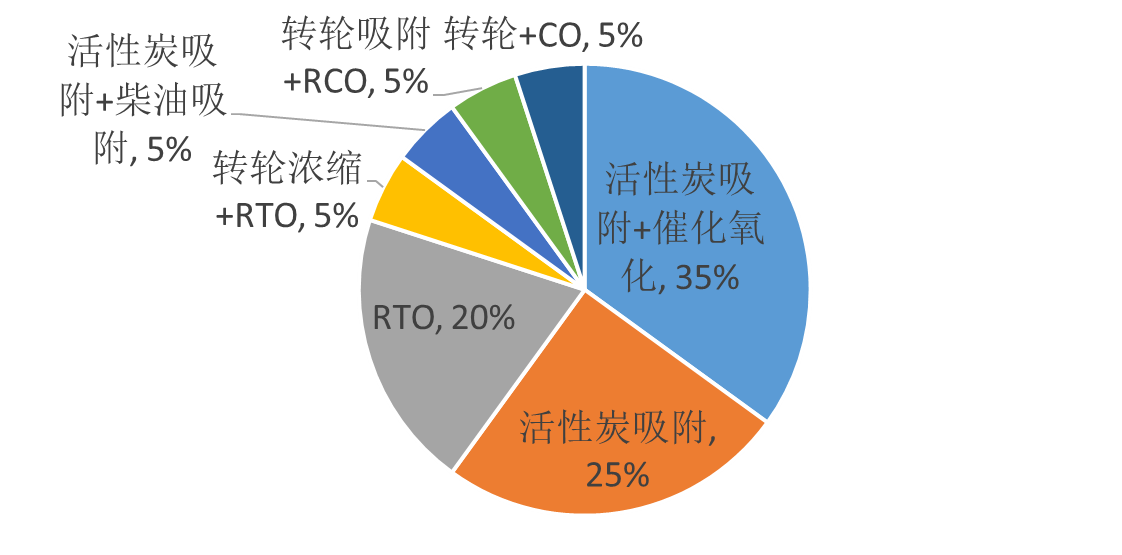 转轮吸附
+RCO, 5%
转轮+CO, 5%
活性炭吸
附+柴油吸
附, 5%
转轮浓缩
+RTO, 5%
活性炭吸
附+催化氧
化, 35%
RTO, 20%
活性炭吸附,
25%